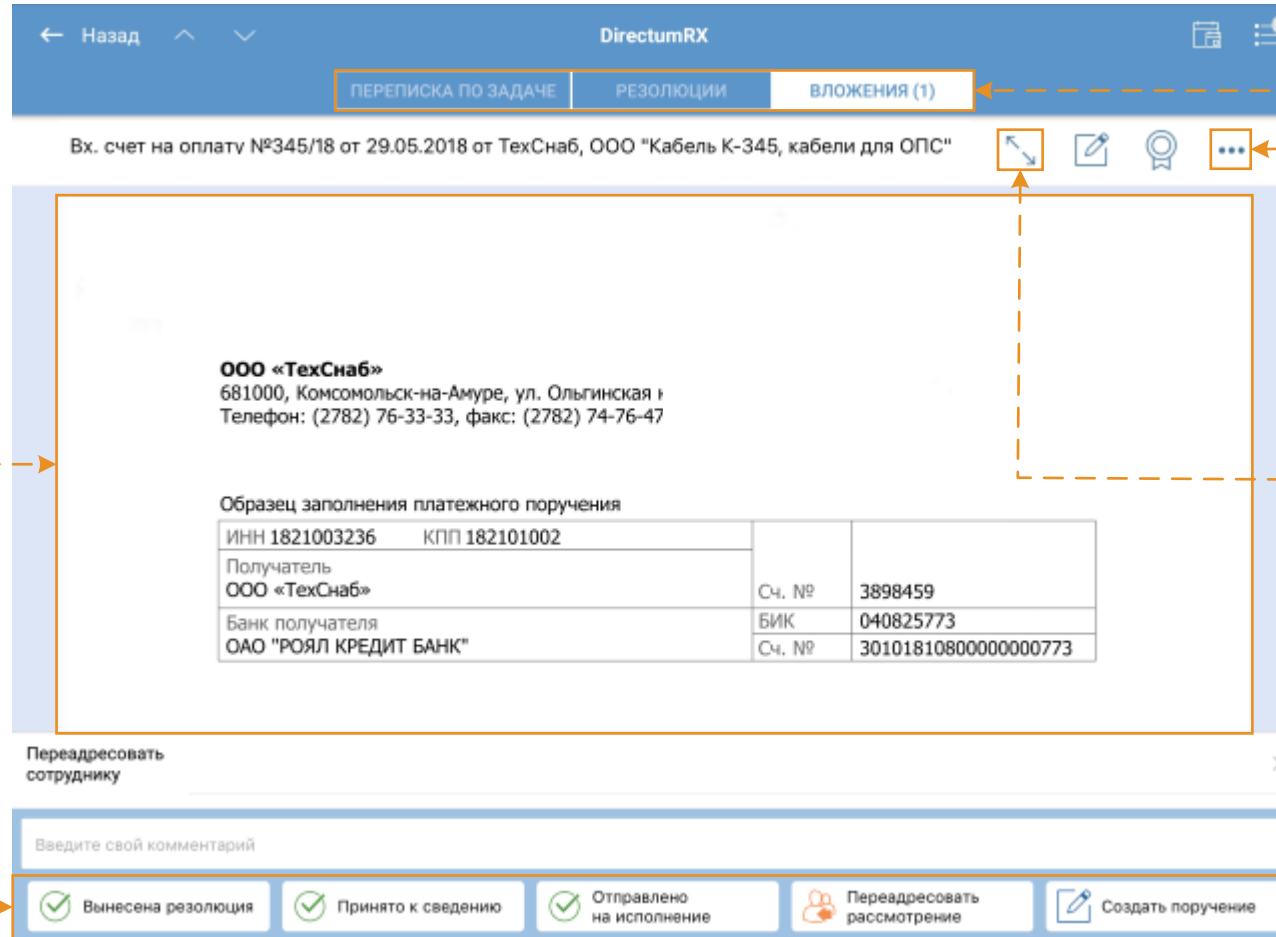 Назад
DirectumRX
ПЕРЕПИСКА ПО ЗАДАЧЕ
РЕЗОЛЮЦИИ
ВЛОЖЕНИЯ (1)
Вх. счет на оплату №345/18 от 29.05.2018 от ТехСнаб, ООО "Кабель К-345, кабели для ОПС"
ООО «ТехСнаб»
681000, Комсомольск-на-Амуре, ул. Ольгинская
Телефон: (2782) 76-33-33, факс: (2782) 74-76-47
Образец заполнения платежного поручения
ИНН 1821003236 КПП 182101002
Получатель
ООО «ТехСнаб» Сч. № 3898459
Банк получателя БИК 040825773
ОАО "РОЯЛ КРЕДИТ БАНК" Сч. № 30101810800000000773
Переадресовать
сотруднику
Введите свой комментарий
Вынесена резолюция
Принято к сведению
Отправлено
на исполнение
Переадресовать
рассмотрение
Создать поручение